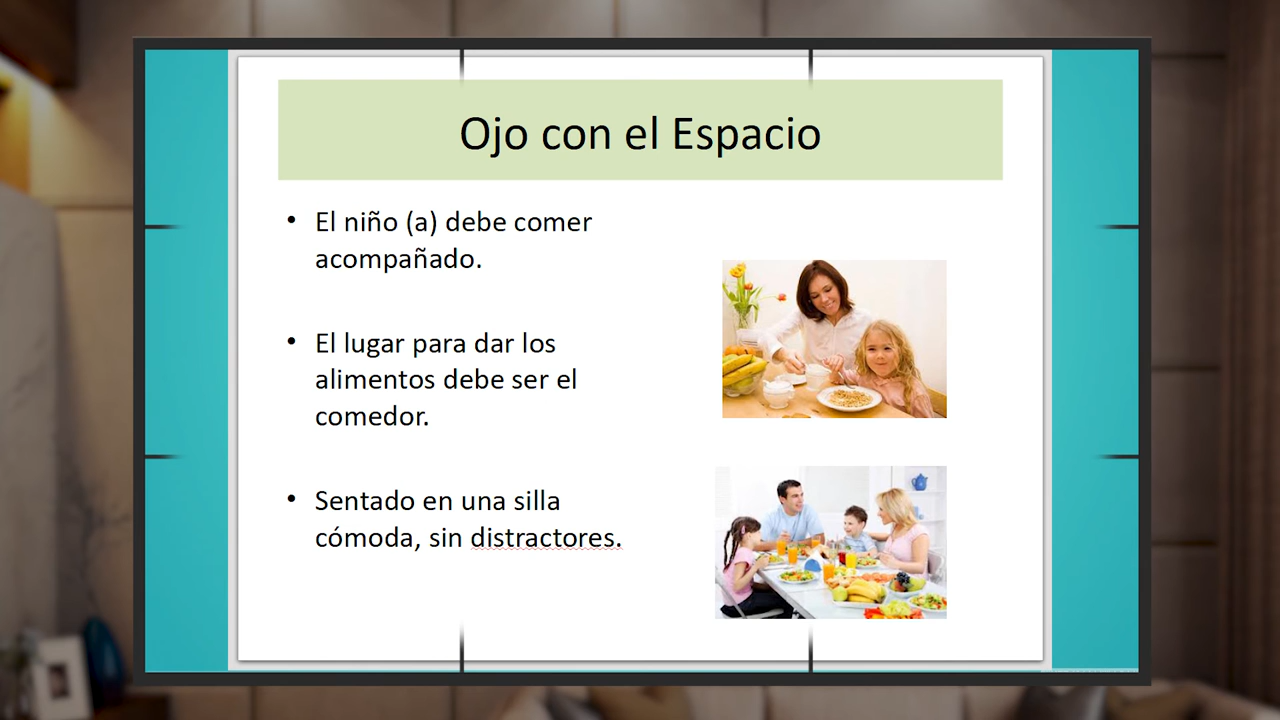 Ojo con el Espacio
• El niño (a) debe comer
acompañado.
• El lugar para dar los
alimentos debe ser el
comedor.
• Sentado en una silla
cómoda, sin distractores.